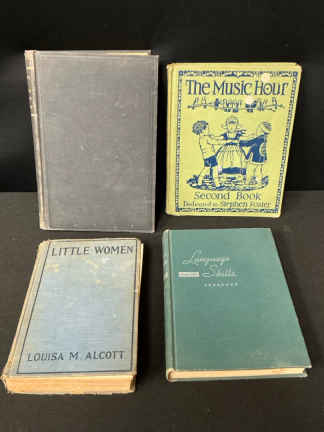 The Music Hour
Second Book
Dedicated to Stephen Foster
LITTLE WOMEN
LOUISA M. ALCOTT
Language
Skills